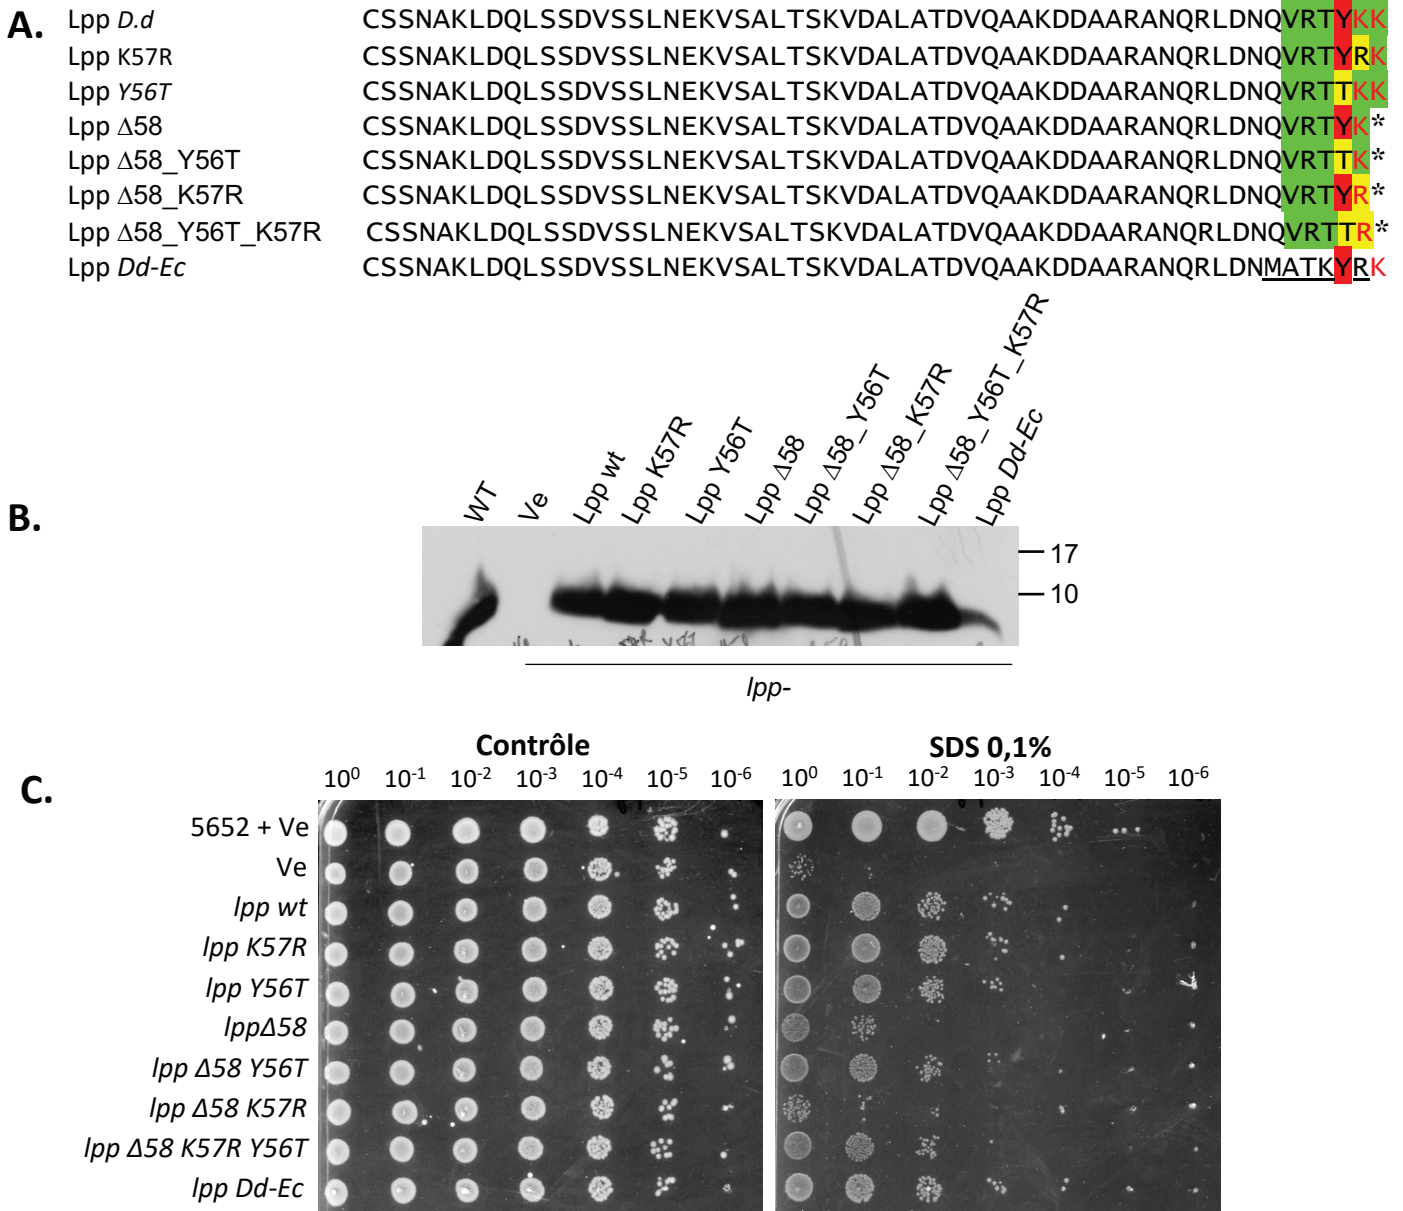 A.
Lpp D.d CSSNAKLDQLSSDVSSLNEKVSALTSKVDALATDVQAAKDDAARANQRLDNQVRTYKK
Lpp K57R CSSNAKLDQLSSDVSSLNEKVSALTSKVDALATDVQAAKDDAARANQRLDNQVRTYRK
Lpp Y56T CSSNAKLDQLSSDVSSLNEKVSALTSKVDALATDVQAAKDDAARANQRLDNQVRTTKK
Lpp Δ58 CSSNAKLDQLSSDVSSLNEKVSALTSKVDALATDVQAAKDDAARANQRLDNQVRTYK*
Lpp Δ58_Y56T CSSNAKLDQLSSDVSSLNEKVSALTSKVDALATDVQAAKDDAARANQRLDNQVRTTK*
Lpp Δ58_K57R CSSNAKLDQLSSDVSSLNEKVSALTSKVDALATDVQAAKDDAARANQRLDNQVRTYR*
Lpp Δ58_Y56T_K57R CSSNAKLDQLSSDVSSLNEKVSALTSKVDALATDVQAAKDDAARANQRLDNQVRTTR*
Lpp Dd-Ec CSSNAKLDQLSSDVSSLNEKVSALTSKVDALATDVQAAKDDAARANQRLDNMATKYRK
B.
WT Ve Lpp wt Lpp K57R Lpp Y56T Lpp Δ58 Lpp Δ58_Y56T Lpp Δ58_K57R Lpp Δ58_Y56T_K57R Lpp Dd-Ec
17
10
lpp-
C.
Contrôle SDS 0,1%
10⁰ 10⁻¹ 10⁻² 10⁻³ 10⁻⁴ 10⁻⁵ 10⁻⁶ 10⁰ 10⁻¹ 10⁻² 10⁻³ 10⁻⁴ 10⁻⁵ 10⁻⁶
5652 + Ve
Ve
lpp wt
lpp K57R
lpp Y56T
lppΔ58
lpp Δ58 Y56T
lpp Δ58 K57R
lpp Δ58 K57R Y56T
lpp Dd-Ec